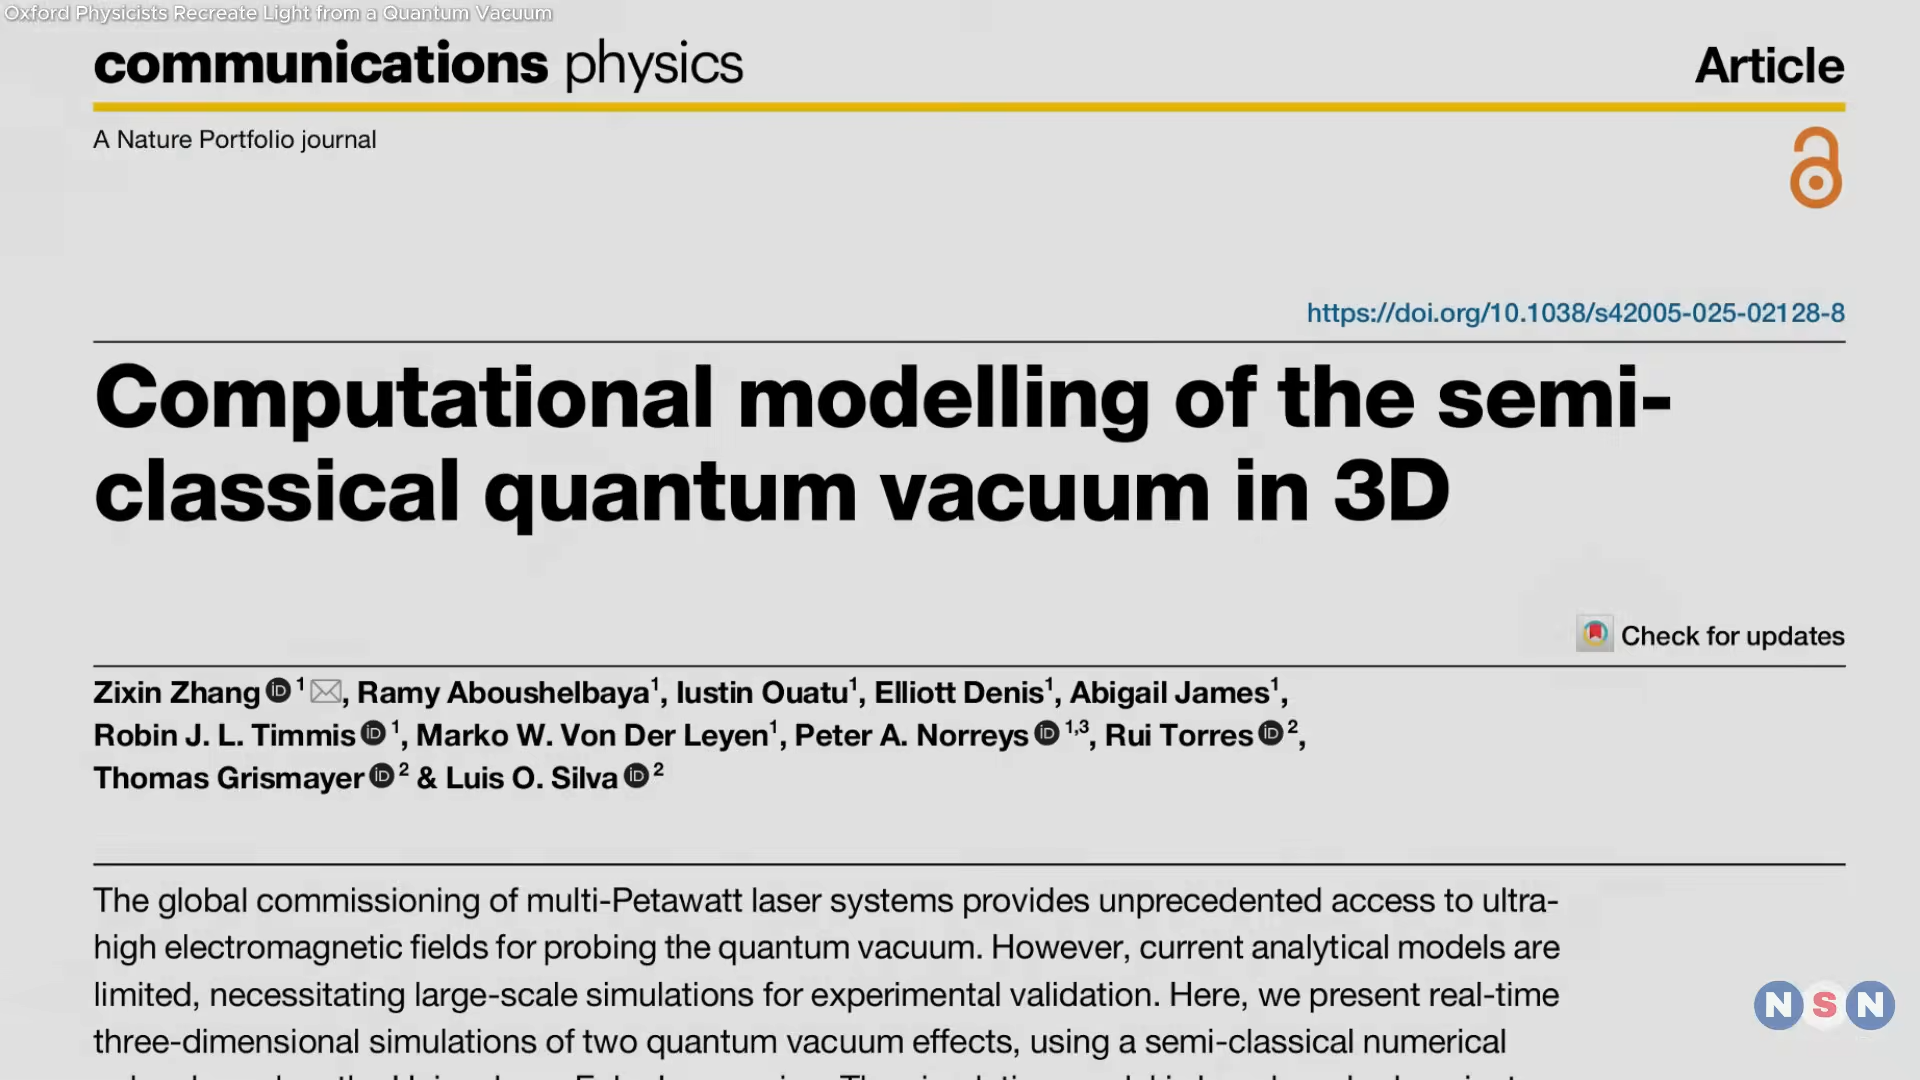 Oxford Physicists Recreate Light from a Quantum Vacuum
communications physics
Article
A Nature Portfolio journal
https://doi.org/10.1038/s42005-025-02128-8
Computational modelling of the semi-
classical quantum vacuum in 3D
Check for updates
Zixin Zhang iD 1, Ramy Aboushelbaya1, Iustin Ouatu1, Elliott Denis1, Abigail James1,
Robin J. L. Timmis iD 1, Marko W. Von Der Leyen1, Peter A. Norreys iD 1,3, Rui Torres iD 2,
Thomas Grismayer iD 2 & Luis O. Silva iD 2
The global commissioning of multi-Petawatt laser systems provides unprecedented access to ultra-
high electromagnetic fields for probing the quantum vacuum. However, current analytical models are
limited, necessitating large-scale simulations for experimental validation. Here, we present real-time
three-dimensional simulations of two quantum vacuum effects, using a semi-classical numerical
NSN